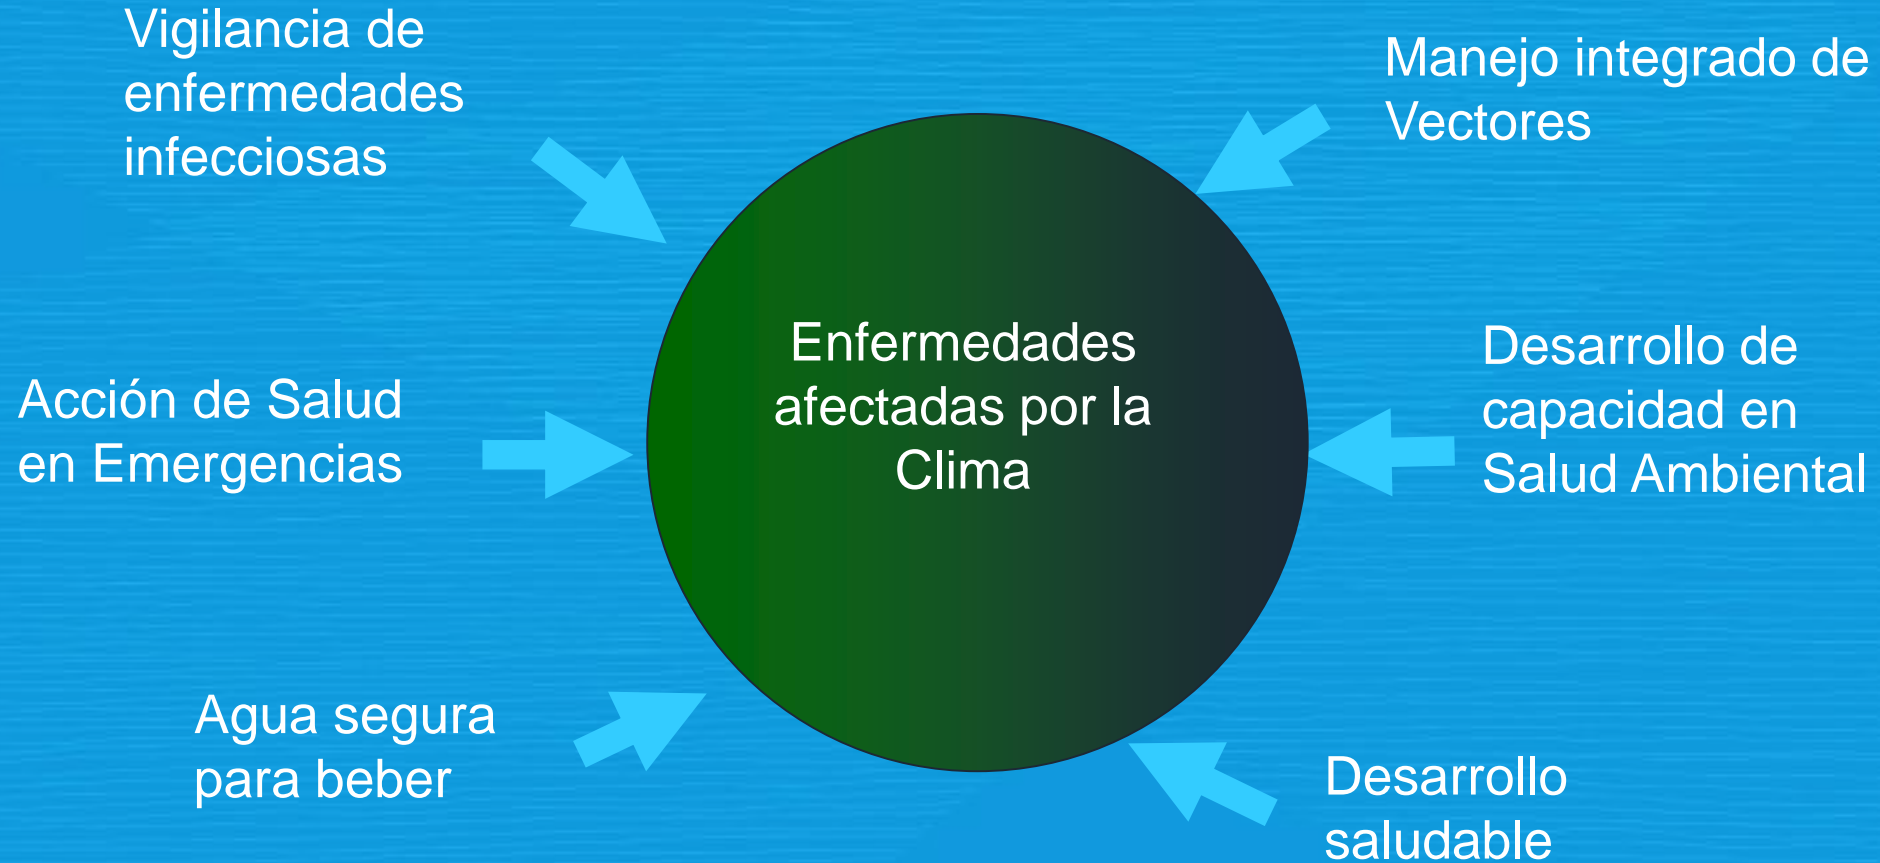 Vigilancia de
enfermedades
infecciosas
Manejo integrado de
Vectores
Enfermedades
afectadas por la
Clima
Acción de Salud
en Emergencias
Desarrollo de
capacidad en
Salud Ambiental
Agua segura
para beber
Desarrollo
saludable